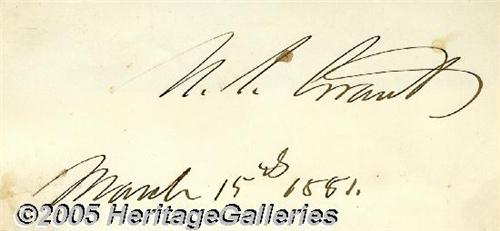 U. S. Grant
March 15th 1881.
©2005 HeritageGalleries